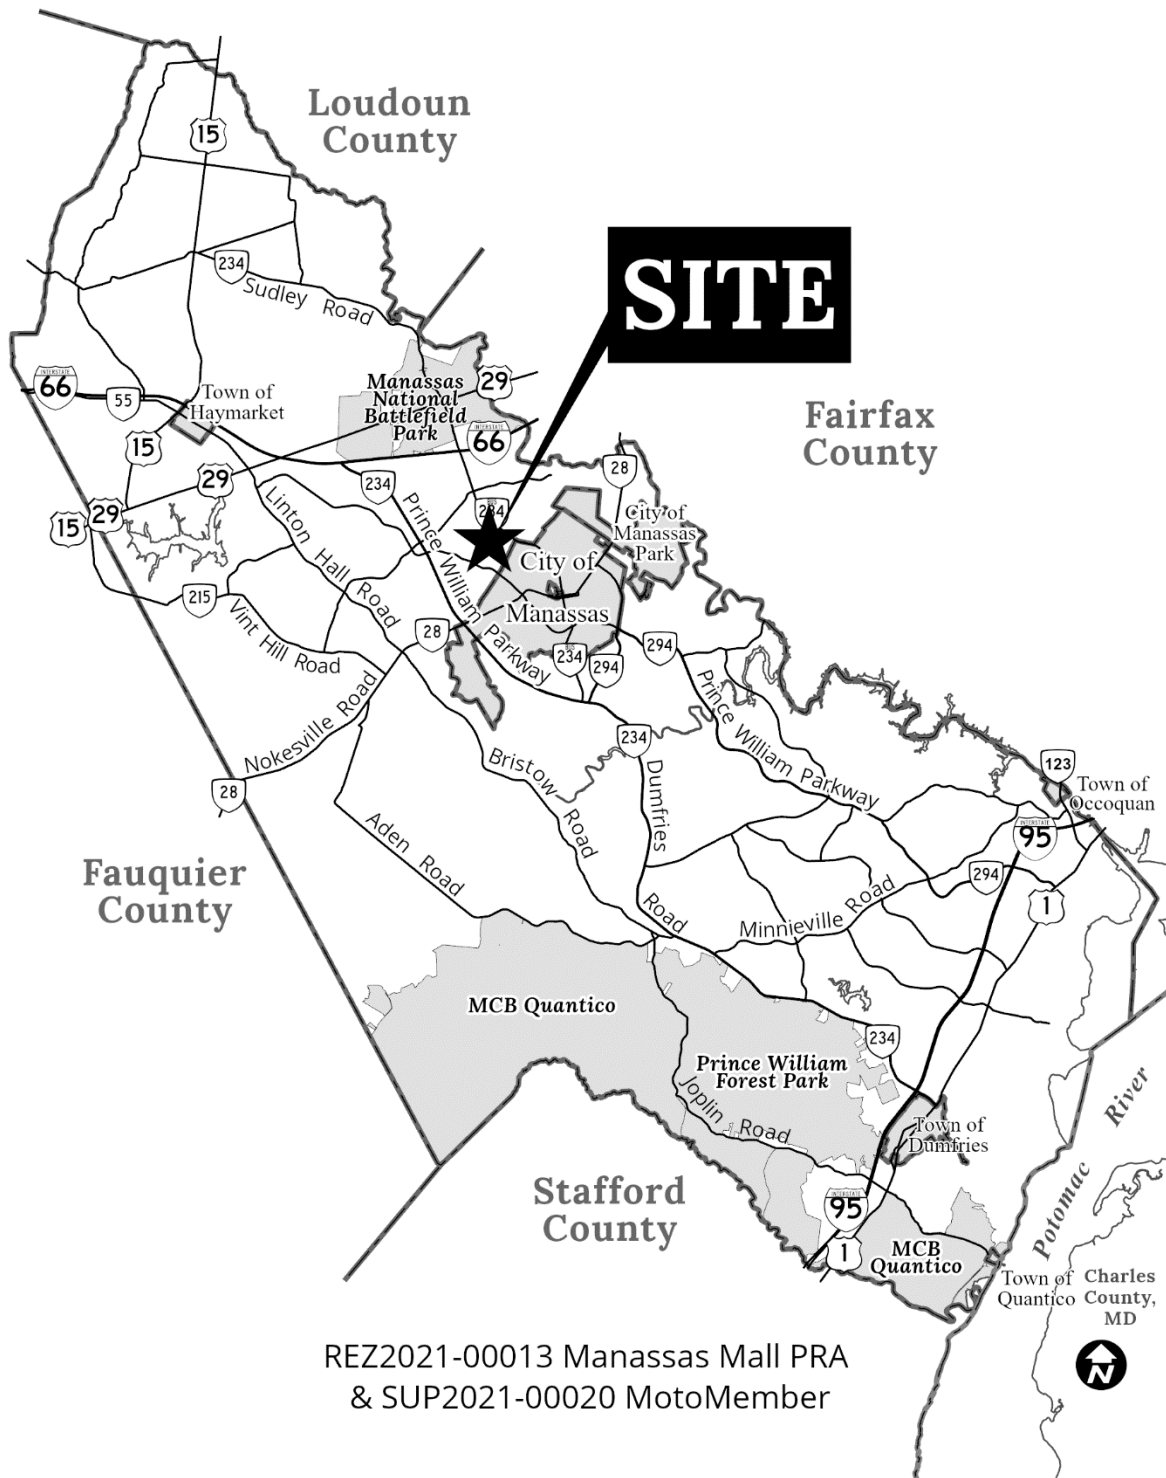 Loudoun
County
15
SITE
234
Sudley Road
INTERSTATE
66
55
Town of
Haymarket
Manassas
National
Battlefield
Park
29
INTERSTATE
66
Fairfax
County
15
29
234
28
15
29
Linton Hall Road
Prince William Parkway
234
City of
Manassas
Park
City of
Manassas
215
Vint Hill Road
28
234
294
294
Nokesville Road
Prince William Parkway
234
Bristow Road
Dumfries Road
123
Town of
Occoquan
28
Aden Road
INTERSTATE
95
294
1
Minnieville Road
Fauquier
County
MCB Quantico
234
Prince William
Forest Park
Joplin Road
Town of
Dumfries
Potomac River
Stafford
County
INTERSTATE
95
1
MCB
Quantico
Town of
Quantico
Charles
County,
MD
N
REZ2021-00013 Manassas Mall PRA
& SUP2021-00020 MotoMember